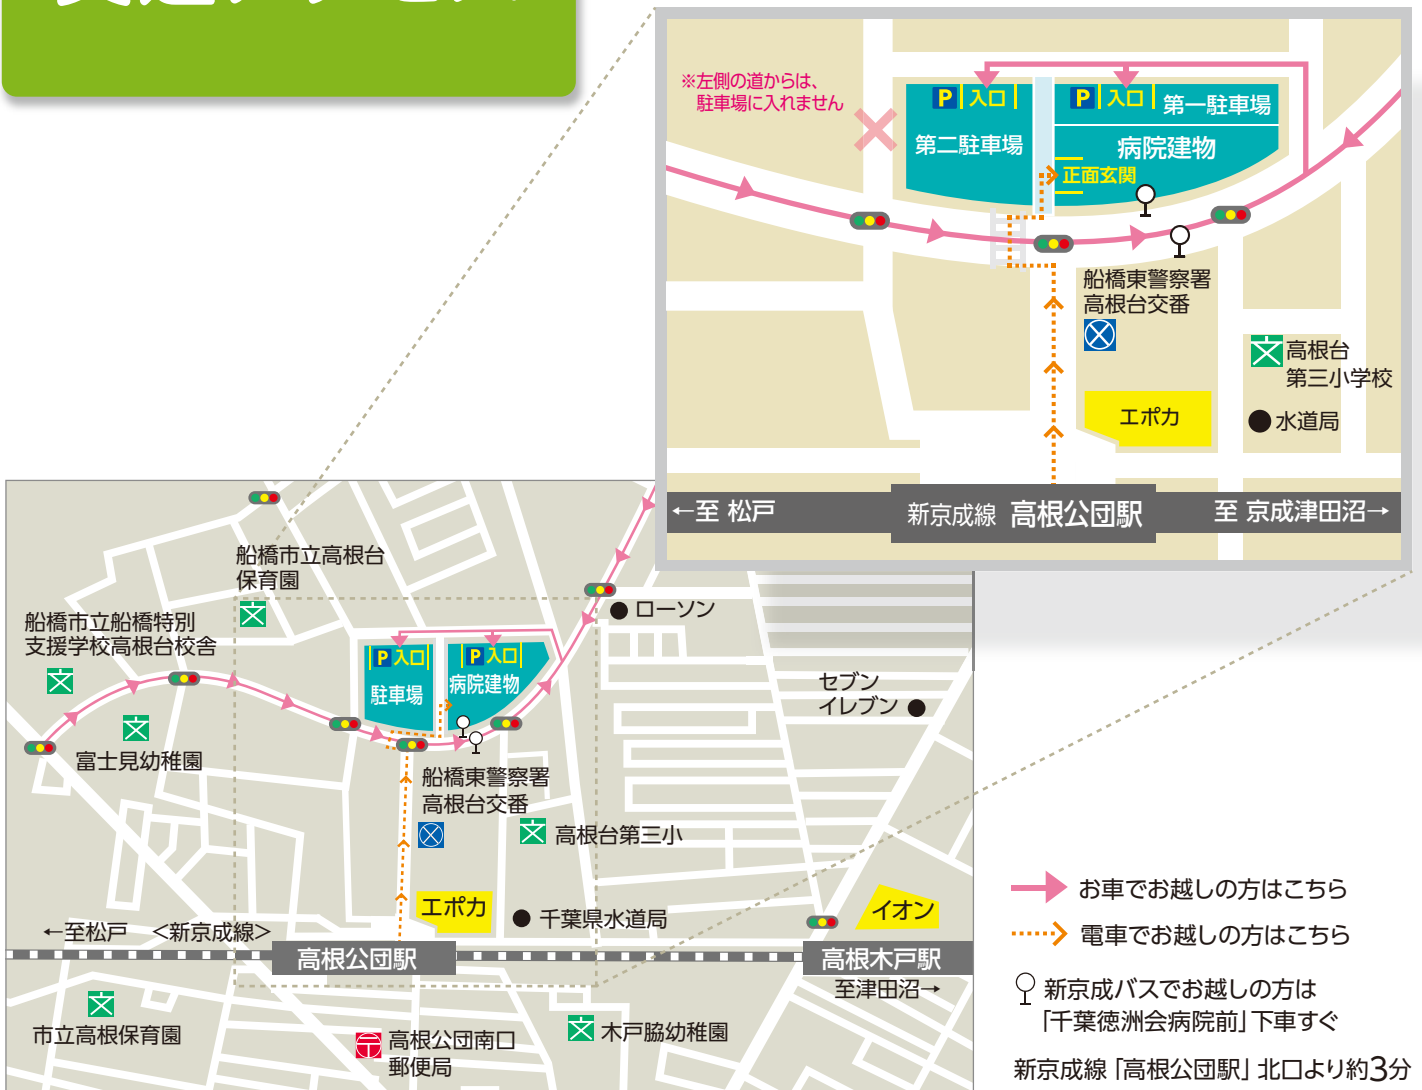 ※左側の道からは、
駐車場に入れません
P 入口
P 入口
第一駐車場
第二駐車場
病院建物
正面玄関
船橋東警察署
高根台交番
高根台
第三小学校
エポカ
水道局
←至 松戸
新京成線 高根公団駅
至 京成津田沼→
船橋市立高根台
保育園
船橋市立船橋特別
支援学校高根台校舎
ローソン
P 入口
P 入口
駐車場
病院建物
セブン
イレブン
富士見幼稚園
船橋東警察署
高根台交番
高根台第三小
エポカ
千葉県水道局
イオン
←至松戸 <新京成線>
高根公団駅
高根木戸駅
至津田沼→
市立高根保育園
高根公団南口
郵便局
木戸脇幼稚園
お車でお越しの方はこちら
電車でお越しの方はこちら
新京成バスでお越しの方は
「千葉徳洲会病院前」下車すぐ
新京成線「高根公団駅」北口より約3分